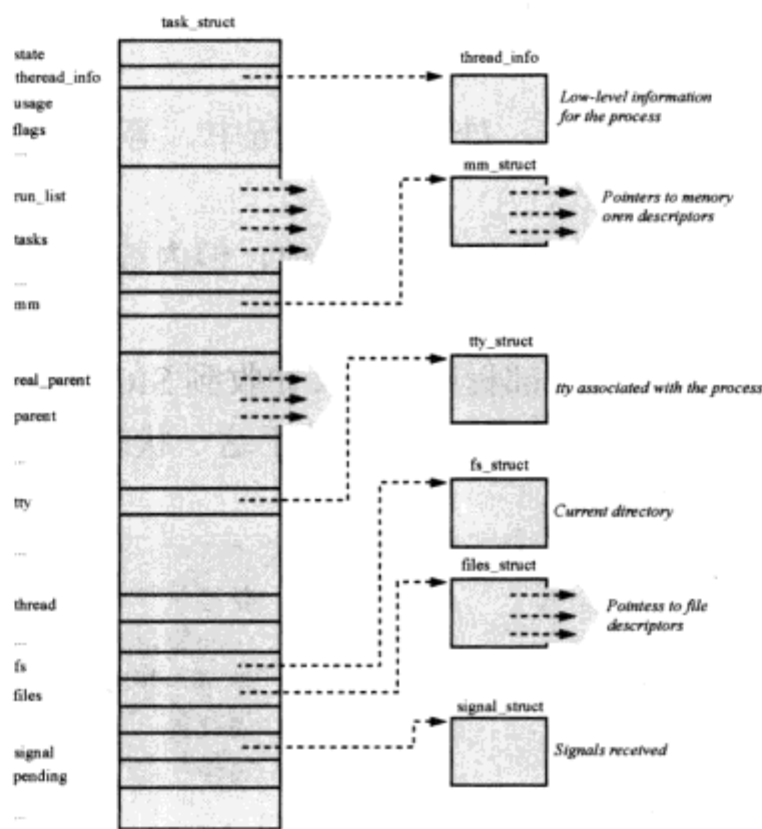 task_struct
state
theread_info
usage
flags
...
run_list
tasks
...
mm
real_parent
parent
...
tty
...
thread
...
fs
files
signal
pending
...
thread_info
Low-level information
for the process
mm_struct
Pointers to memory
oren descriptors
tty_struct
tty associated with the process
fs_struct
Current directory
files_struct
Pointess to file
descriptors
signal_struct
Signals received